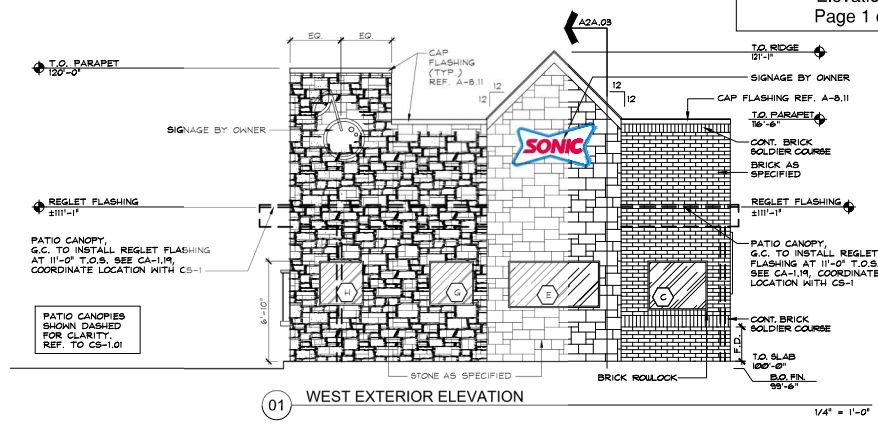 Elevatio
Page 1 o
EQ.
EQ.
A2A.03
T.O. PARAPET
120'-0"
CAP
FLASHING
(TYP.)
REF. A-8.11
T.O. RIDGE
121'-1"
SIGNAGE BY OWNER
12
12
12
12
CAP FLASHING REF. A-8.11
T.O. PARAPET
116'-6"
SIGNAGE BY OWNER
SONIC
CONT. BRICK
SOLDIER COURSE
BRICK AS
SPECIFIED
REGLET FLASHING
±111'-1"
REGLET FLASHING
±111'-1"
PATIO CANOPY,
G.C. TO INSTALL REGLET FLASHING
AT 11'-0" T.O.S. SEE CA-1.19,
COORDINATE LOCATION WITH CS-1
PATIO CANOPY,
G.C. TO INSTALL REGLET
FLASHING AT 11'-0" T.O.S.
SEE CA-1.19, COORDINATE
LOCATION WITH CS-1
H
G
E
C
6'-10"
PATIO CANOPIES
SHOWN DASHED
FOR CLARITY.
REF. TO CS-1.01
CONT. BRICK
SOLDIER COURSE
F.D.
T.O. SLAB
100'-0"
B.O. FIN.
99'-6"
STONE AS SPECIFIED
BRICK ROWLOCK
01
WEST EXTERIOR ELEVATION
1/4" = 1'-0"